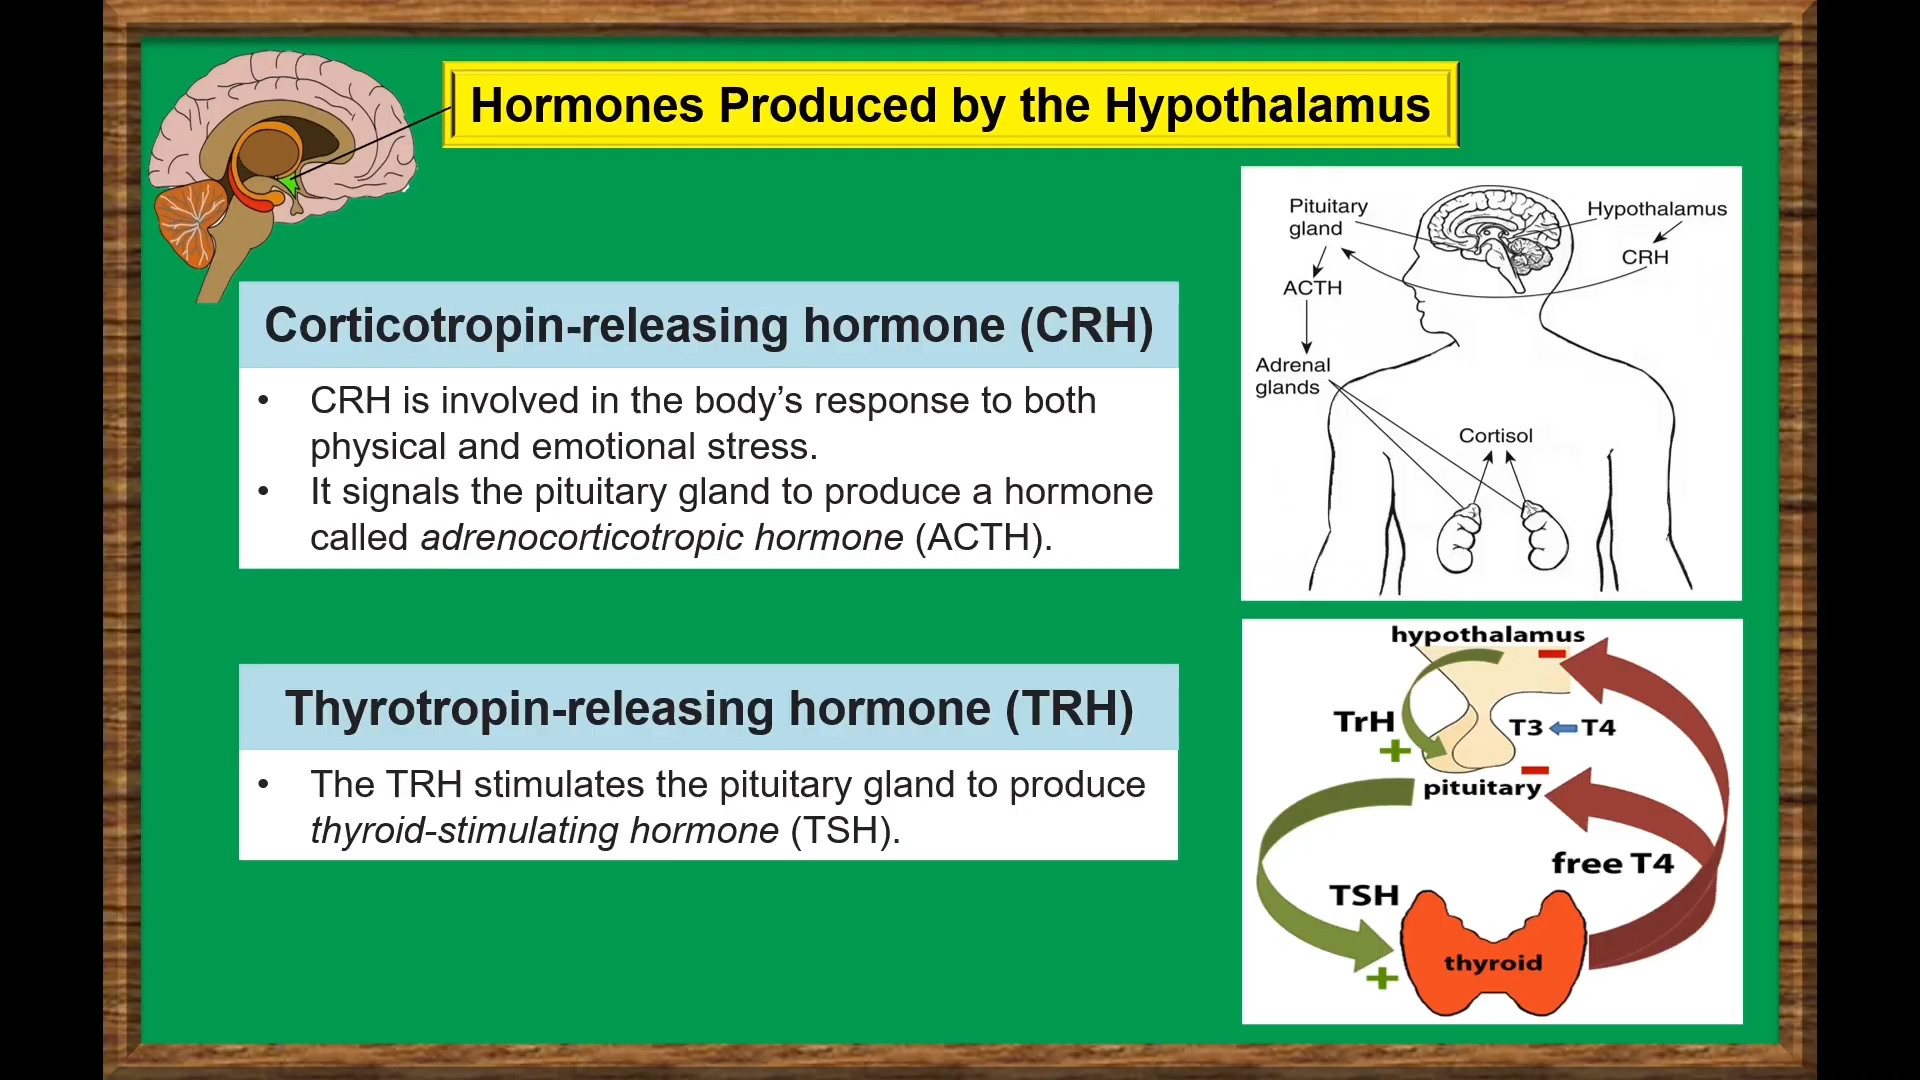 Hormones Produced by the Hypothalamus
Corticotropin-releasing hormone (CRH)
• CRH is involved in the body’s response to both
physical and emotional stress.
• It signals the pituitary gland to produce a hormone
called adrenocorticotropic hormone (ACTH).
Thyrotropin-releasing hormone (TRH)
• The TRH stimulates the pituitary gland to produce
thyroid-stimulating hormone (TSH).
Pituitary
gland
Hypothalamus
CRH
ACTH
Adrenal
glands
Cortisol
hypothalamus
TrH
+
T3 T4
pituitary
free T4
TSH
thyroid
+